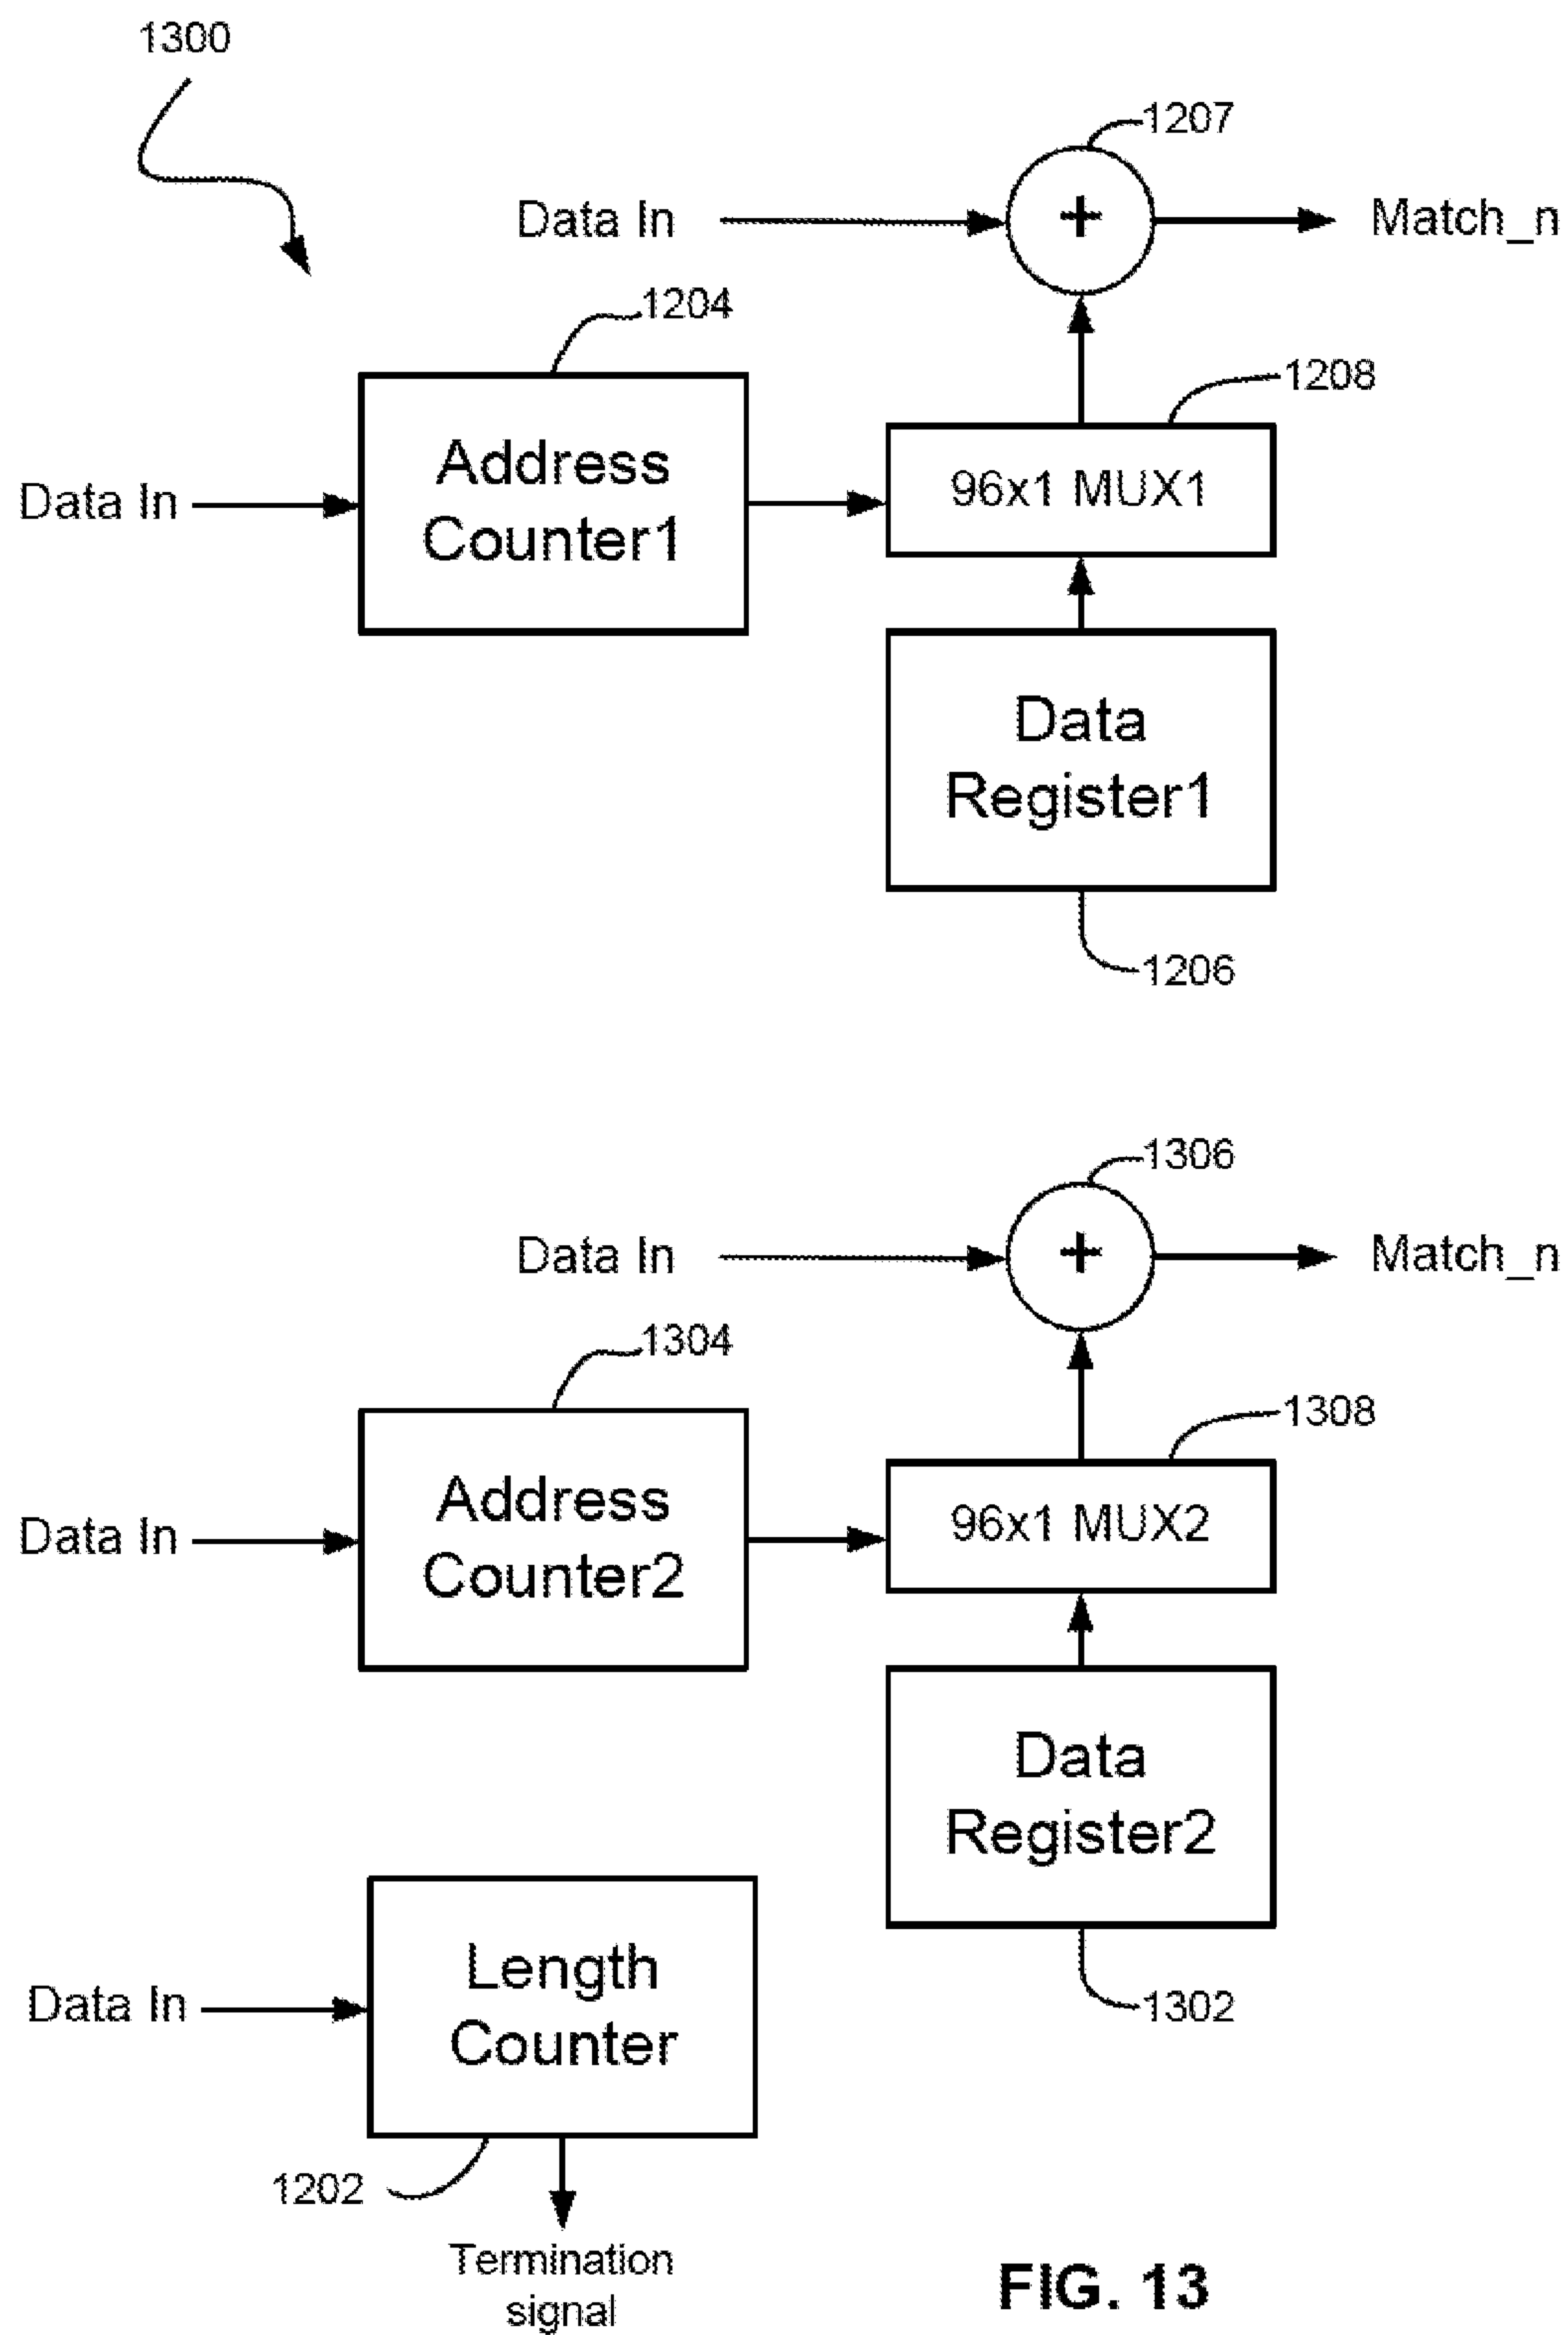 1300
1207
Data In
Match_n
1204
1208
Address
Counter1
Data In
96x1 MUX1
Data
Register1
1206
1306
Data In
Match_n
1304
1308
Address
Counter2
Data In
96x1 MUX2
Data
Register2
1302
Length
Counter
Data In
1202
Termination
signal
FIG. 13